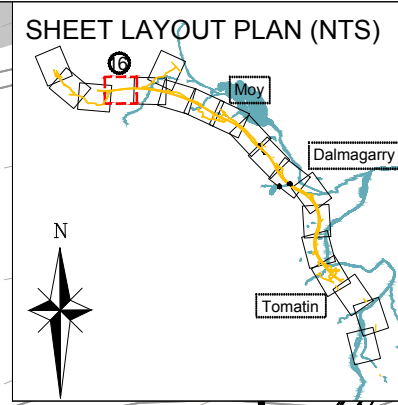 SHEET LAYOUT PLAN (NTS)
16
Moy
Dalmagarry
N
Tomatin